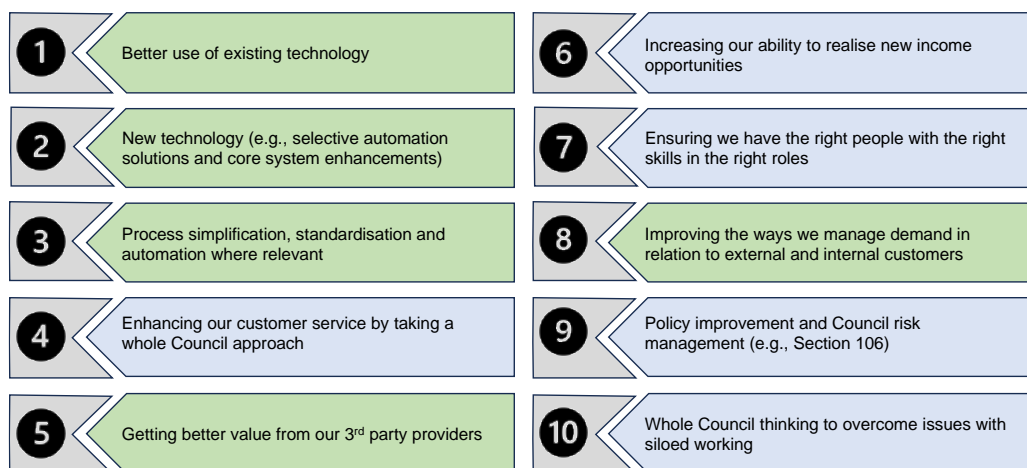 1
Better use of existing technology
2
New technology (e.g., selective automation
solutions and core system enhancements)
3
Process simplification, standardisation and
automation where relevant
4
Enhancing our customer service by taking a
whole Council approach
5
Getting better value from our 3rd party providers
6
Increasing our ability to realise new income
opportunities
7
Ensuring we have the right people with the right
skills in the right roles
8
Improving the ways we manage demand in
relation to external and internal customers
9
Policy improvement and Council risk
management (e.g., Section 106)
10
Whole Council thinking to overcome issues with
siloed working